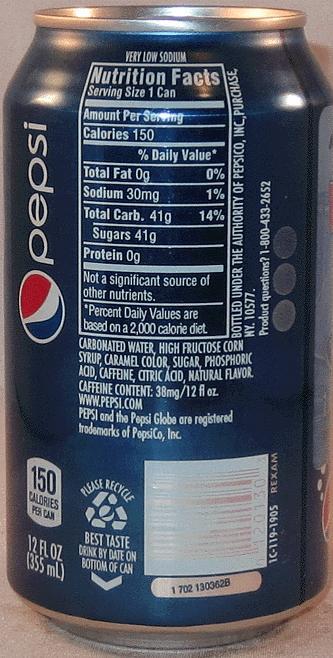 VERY LOW SODIUM
Nutrition Facts
Serving Size 1 Can
Amount Per Serving
Calories 150
% Daily Value*
Total Fat 0g 0%
Sodium 30mg 1%
Total Carb. 41g 14%
Sugars 41g
Protein 0g
Not a significant source of
other nutrients.
*Percent Daily Values are
based on a 2,000 calorie diet.
BOTTLED UNDER THE AUTHORITY OF PEPSICO, INC., PURCHASE,
NY, 10577.
Product questions? 1-800-433-2652
CARBONATED WATER, HIGH FRUCTOSE CORN
SYRUP, CARAMEL COLOR, SUGAR, PHOSPHORIC
ACID, CAFFEINE, CITRIC ACID, NATURAL FLAVOR.
CAFFEINE CONTENT: 38mg/12 fl oz.
WWW.PEPSI.COM
PEPSI and the Pepsi Globe are registered
trademarks of PepsiCo, Inc.
pepsi
150
CALORIES
PER CAN
12 FL OZ
(355 mL)
PLEASE RECYCLE
BEST TASTE
DRINK BY DATE ON
BOTTOM OF CAN
1C-119-1905 REXAM
1 702 130362B